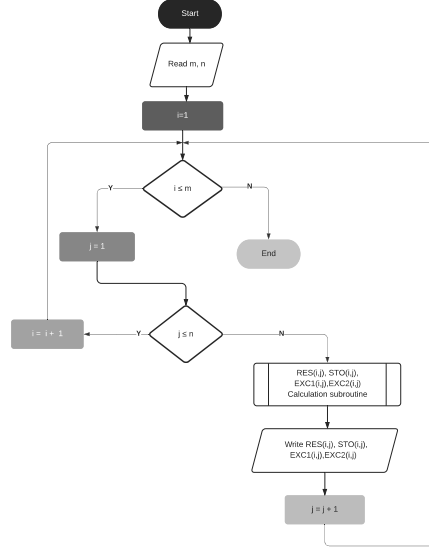 Start
Read m, n
i=1
i ≤ m
Y
N
j = 1
End
j ≤ n
i = i + 1
Y
N
RES(i,j), STO(i,j),
EXC1(i,j),EXC2(i,j)
Calculation subroutine
Write RES(i,j), STO(i,j),
EXC1(i,j),EXC2(i,j)
j = j + 1